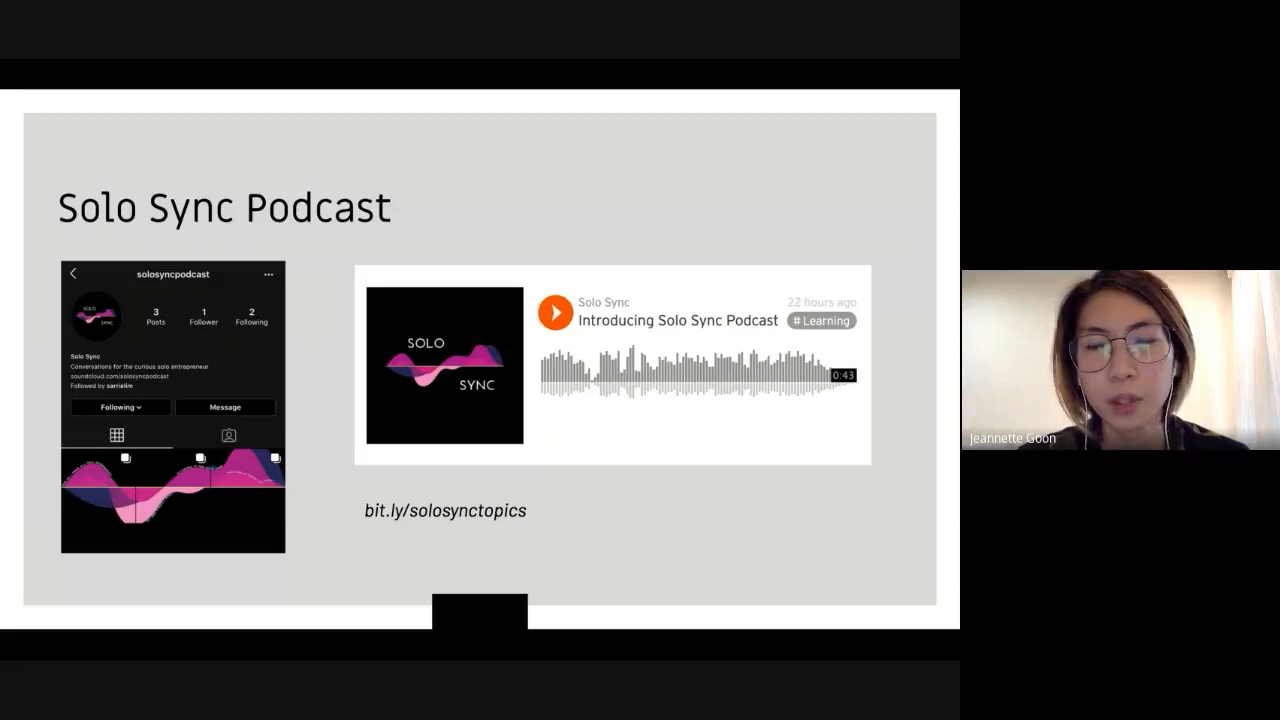 Solo Sync Podcast
solosyncpodcast
SOLO
SYNC
3
1
2
Posts
Follower
Following
Solo Sync
Conversations for the curious solo entrepreneur
soundcloud.com/solosyncpodcast
Followed by sarrielim
Following
Message
SOLO
SYNC
Solo Sync
22 hours ago
Introducing Solo Sync Podcast
# Learning
0:43
bit.ly/solosynctopics
Jeannette Goon